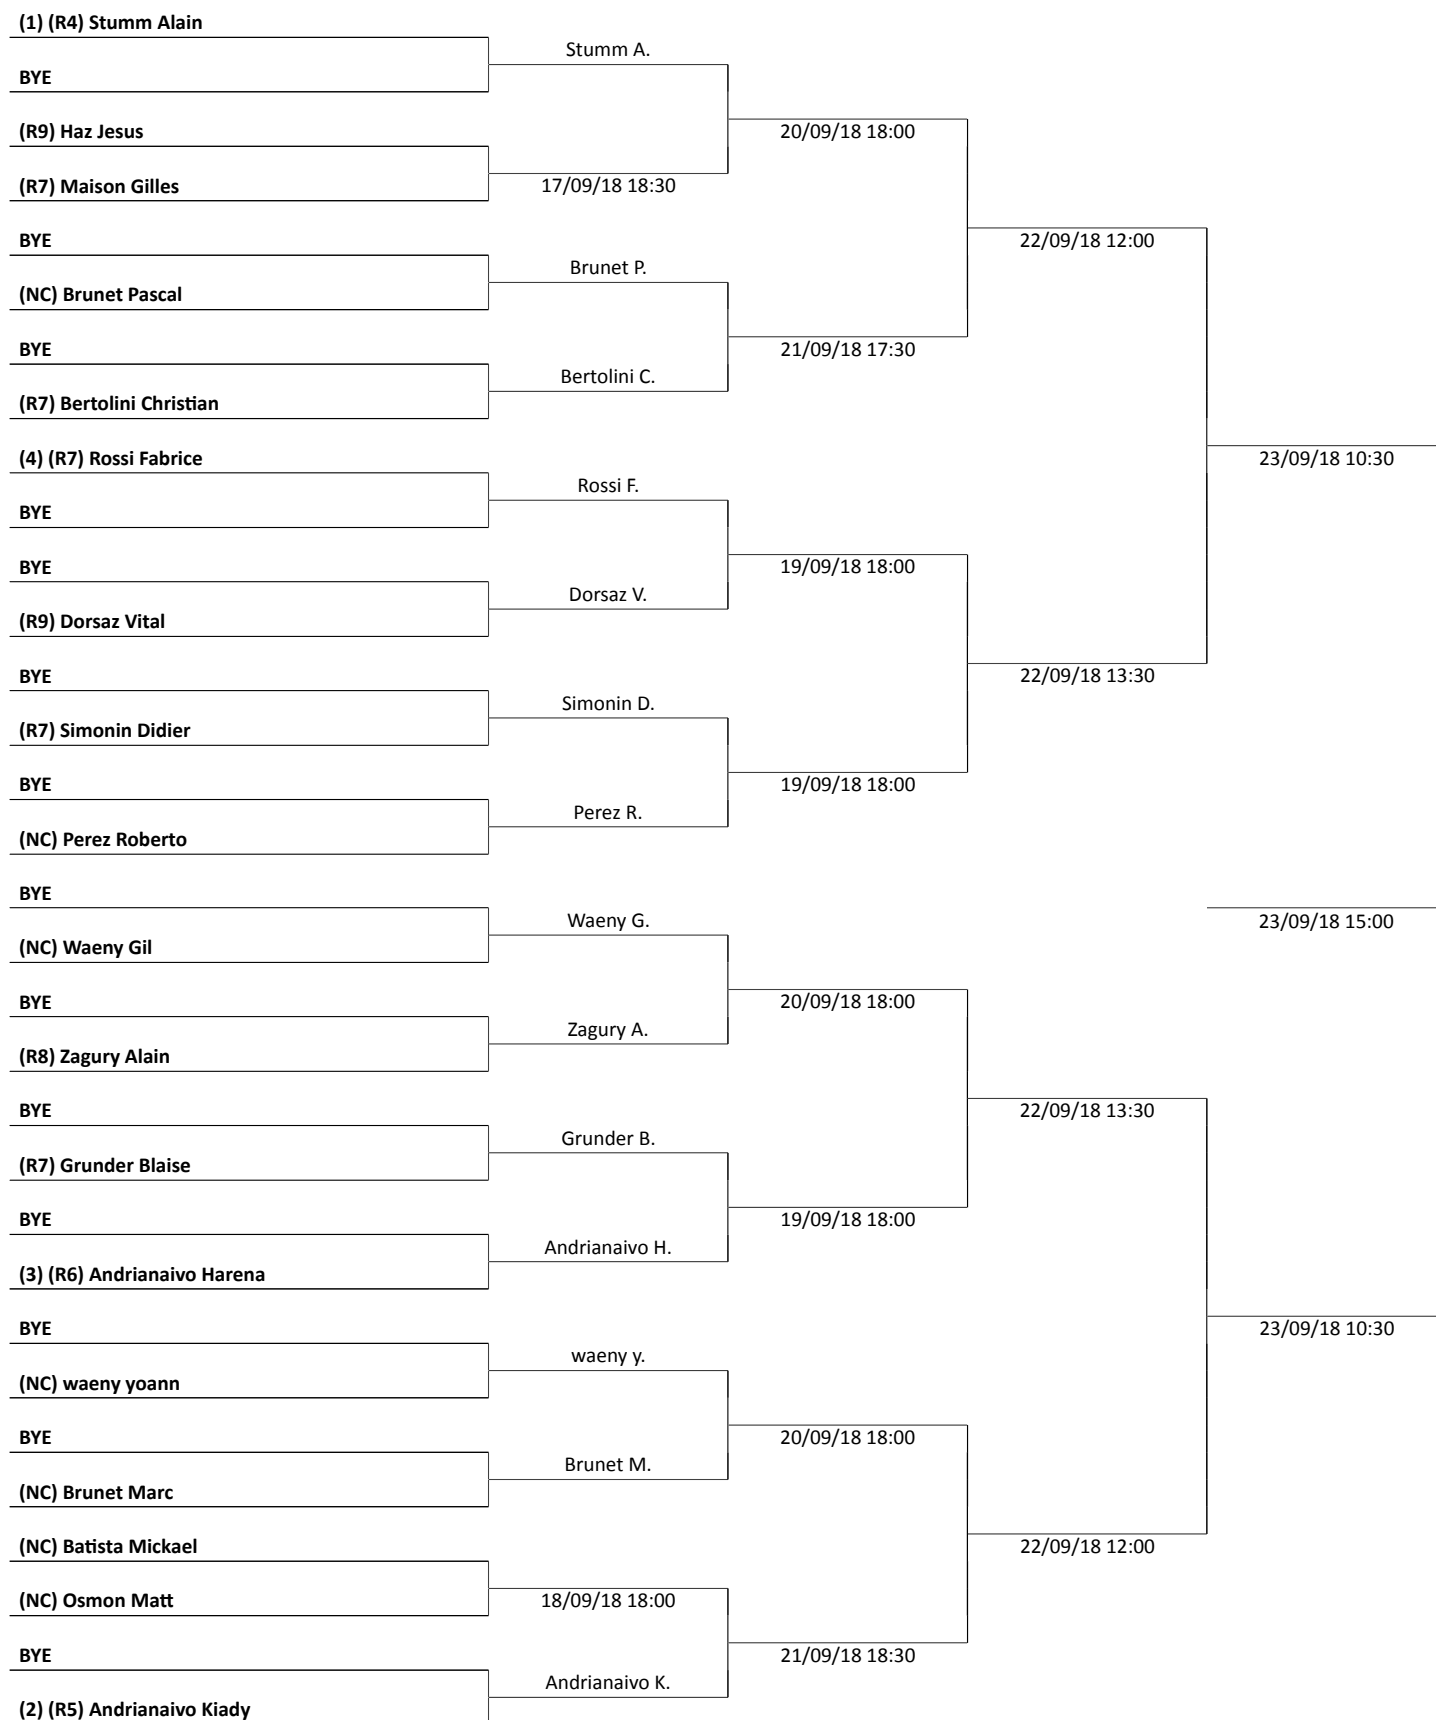 (1) (R4) Stumm Alain
Stumm A.
BYE
(R9) Haz Jesus
20/09/18 18:00
(R7) Maison Gilles
17/09/18 18:30
BYE
22/09/18 12:00
Brunet P.
(NC) Brunet Pascal
BYE
21/09/18 17:30
Bertolini C.
(R7) Bertolini Christian
(4) (R7) Rossi Fabrice
23/09/18 10:30
Rossi F.
BYE
BYE
19/09/18 18:00
Dorsaz V.
(R9) Dorsaz Vital
BYE
22/09/18 13:30
Simonin D.
(R7) Simonin Didier
BYE
19/09/18 18:00
Perez R.
(NC) Perez Roberto
BYE
Waeny G.
23/09/18 15:00
(NC) Waeny Gil
BYE
20/09/18 18:00
Zagury A.
(R8) Zagury Alain
BYE
22/09/18 13:30
Grunder B.
(R7) Grunder Blaise
BYE
19/09/18 18:00
Andrianaivo H.
(3) (R6) Andrianaivo Harena
BYE
23/09/18 10:30
waeny y.
(NC) waeny yoann
BYE
20/09/18 18:00
Brunet M.
(NC) Brunet Marc
(NC) Batista Mickael
22/09/18 12:00
(NC) Osmon Matt
18/09/18 18:00
BYE
21/09/18 18:30
Andrianaivo K.
(2) (R5) Andrianaivo Kiady